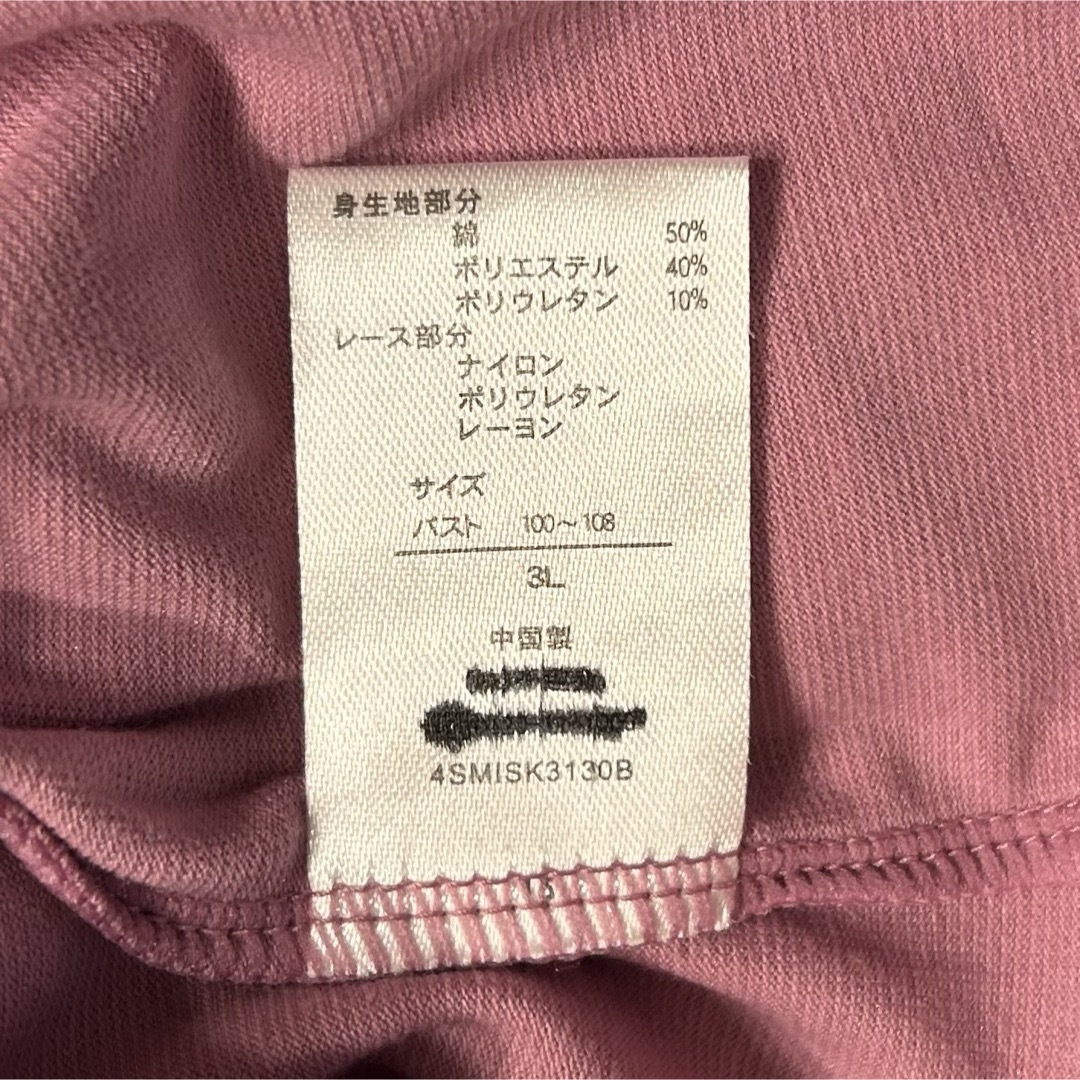 身生地部分
綿 50%
ポリエステル 40%
ポリウレタン 10%
レース部分
ナイロン
ポリウレタン
レーヨン
サイズ
バスト 100〜108
3L
中国製
4SMISK3130B